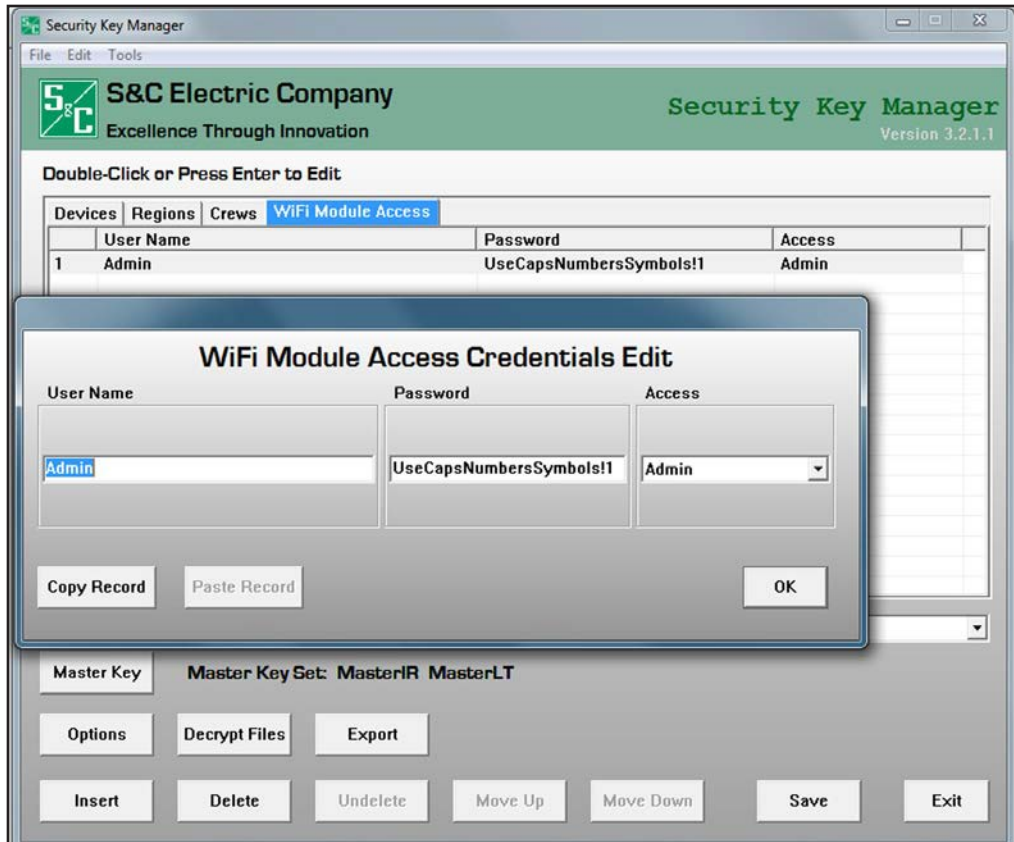 Security Key Manager
File Edit Tools
S&C
S&C Electric Company
Excellence Through Innovation
Security Key Manager
Version 3.2.1.1
Double-Click or Press Enter to Edit
Devices Regions Crews WiFi Module Access
User Name Password Access
1 Admin UseCapsNumbersSymbols!1 Admin
WiFi Module Access Credentials Edit
User Name Password Access
Admin UseCapsNumbersSymbols!1 Admin
Copy Record Paste Record OK
Master Key Master Key Set: MasterIR MasterLT
Options Decrypt Files Export
Insert Delete Undelete Move Up Move Down Save Exit